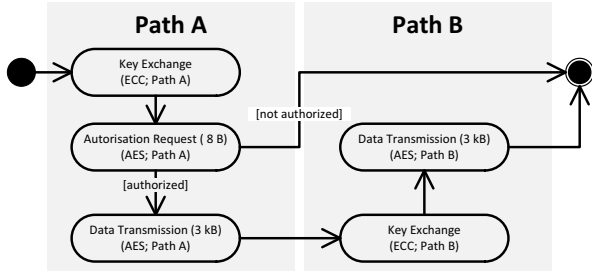 Path A
Path B
Key Exchange
(ECC; Path A)
[not authorized]
Autorisation Request ( 8 B)
(AES; Path A)
Data Transmission (3 kB)
(AES; Path B)
[authorized]
Data Transmission (3 kB)
(AES; Path A)
Key Exchange
(ECC; Path B)